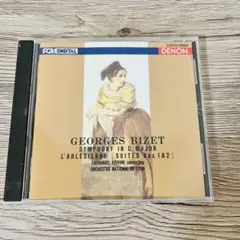 PCM DIGITAL
DENON
GEORGES BIZET
SYMPHONY IN C MAJOR
L'ARLÉSIENNE [SUITES Nos 1&2]
EMMANUEL KRIVINE conducting
ORCHESTRE NATIONAL DE LYON